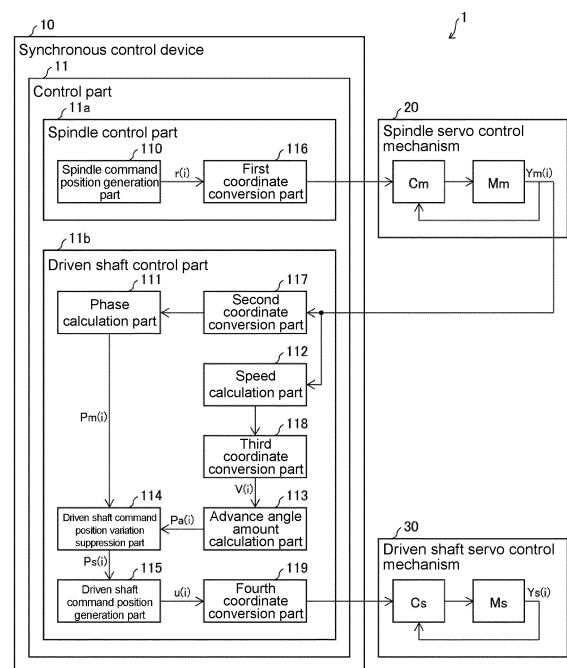 1
10
Synchronous control device
11
Control part
11a
Spindle control part
110
Spindle command
position generation
part
r(i)
116
First
coordinate
conversion part
20
Spindle servo control
mechanism
Cm
Mm
Ym(i)
11b
Driven shaft control part
111
Phase
calculation part
117
Second
coordinate
conversion part
112
Speed
calculation part
118
Third
coordinate
conversion part
Pm(i)
V(i)
114
Driven shaft command
position variation
suppression part
Pa(i)
113
Advance angle
amount
calculation part
Ps(i)
115
Driven shaft
command position
generation part
u(i)
119
Fourth
coordinate
conversion part
30
Driven shaft servo control
mechanism
Cs
Ms
Ys(i)